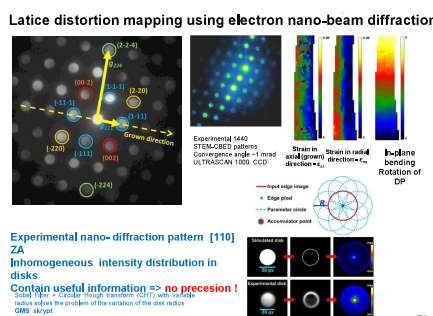 Latice distortion mapping using electron nano-beam diffraction
(2-2-4)
g224
(00-2)
(1-1-1)
(-11-1)
(2-20)
(1-11)
Grown direction
(-220)
(-111)
(002)
(-224)
Experimental 1440
STEM-CBED patterns
Convergence angle ~1 mrad
ULTRASCAN 1000 CCD
Strain in
axial (grown)
direction -
Strain in radial
direction -
In-plane
bending
Rotation of
DP
Input edge image
Edge pixel
Parameter circle
Accumulator point
R
Simulated disk
50 px
Experimental disk
20 px
Experimental nano- diffraction pattern [110]
ZA
Inhomogeneous intensity distribution in
disks
Contain useful information => no precesion !
Sobel Filter + Circular Hough transform (CHT) with variable
radius solves the problem of the variation of the disk radius
GMS skrypt